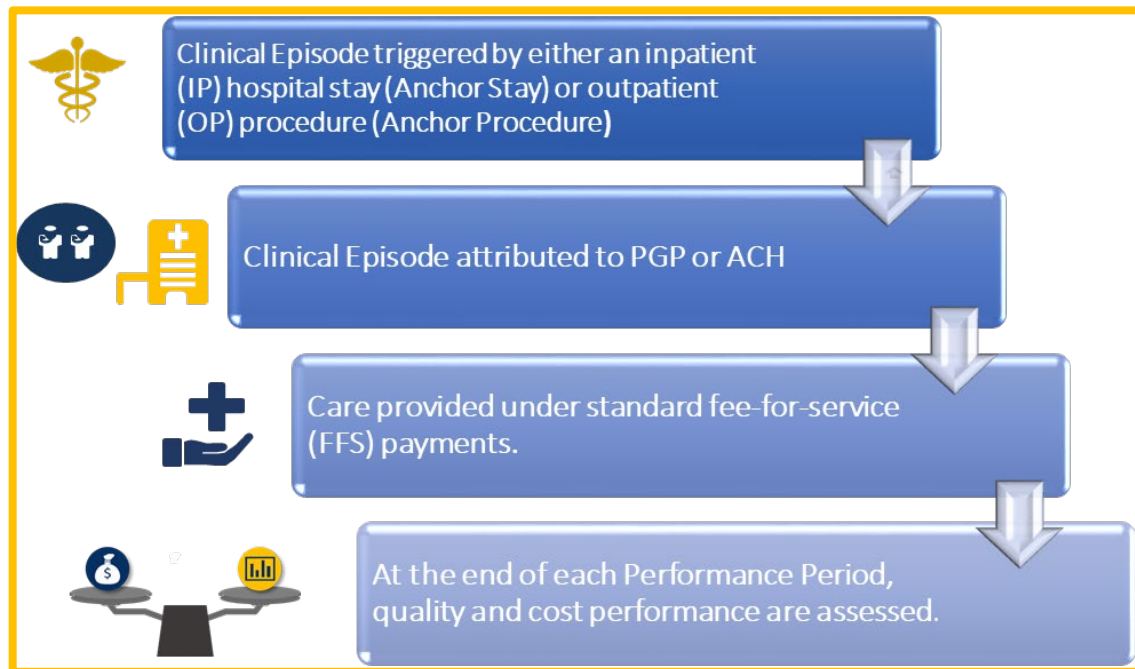 Clinical Episode triggered by either an inpatient
(IP) hospital stay (Anchor Stay) or outpatient
(OP) procedure (Anchor Procedure)
Clinical Episode attributed to PGP or ACH
Care provided under standard fee-for-service
(FFS) payments.
$
At the end of each Performance Period,
quality and cost performance are assessed.